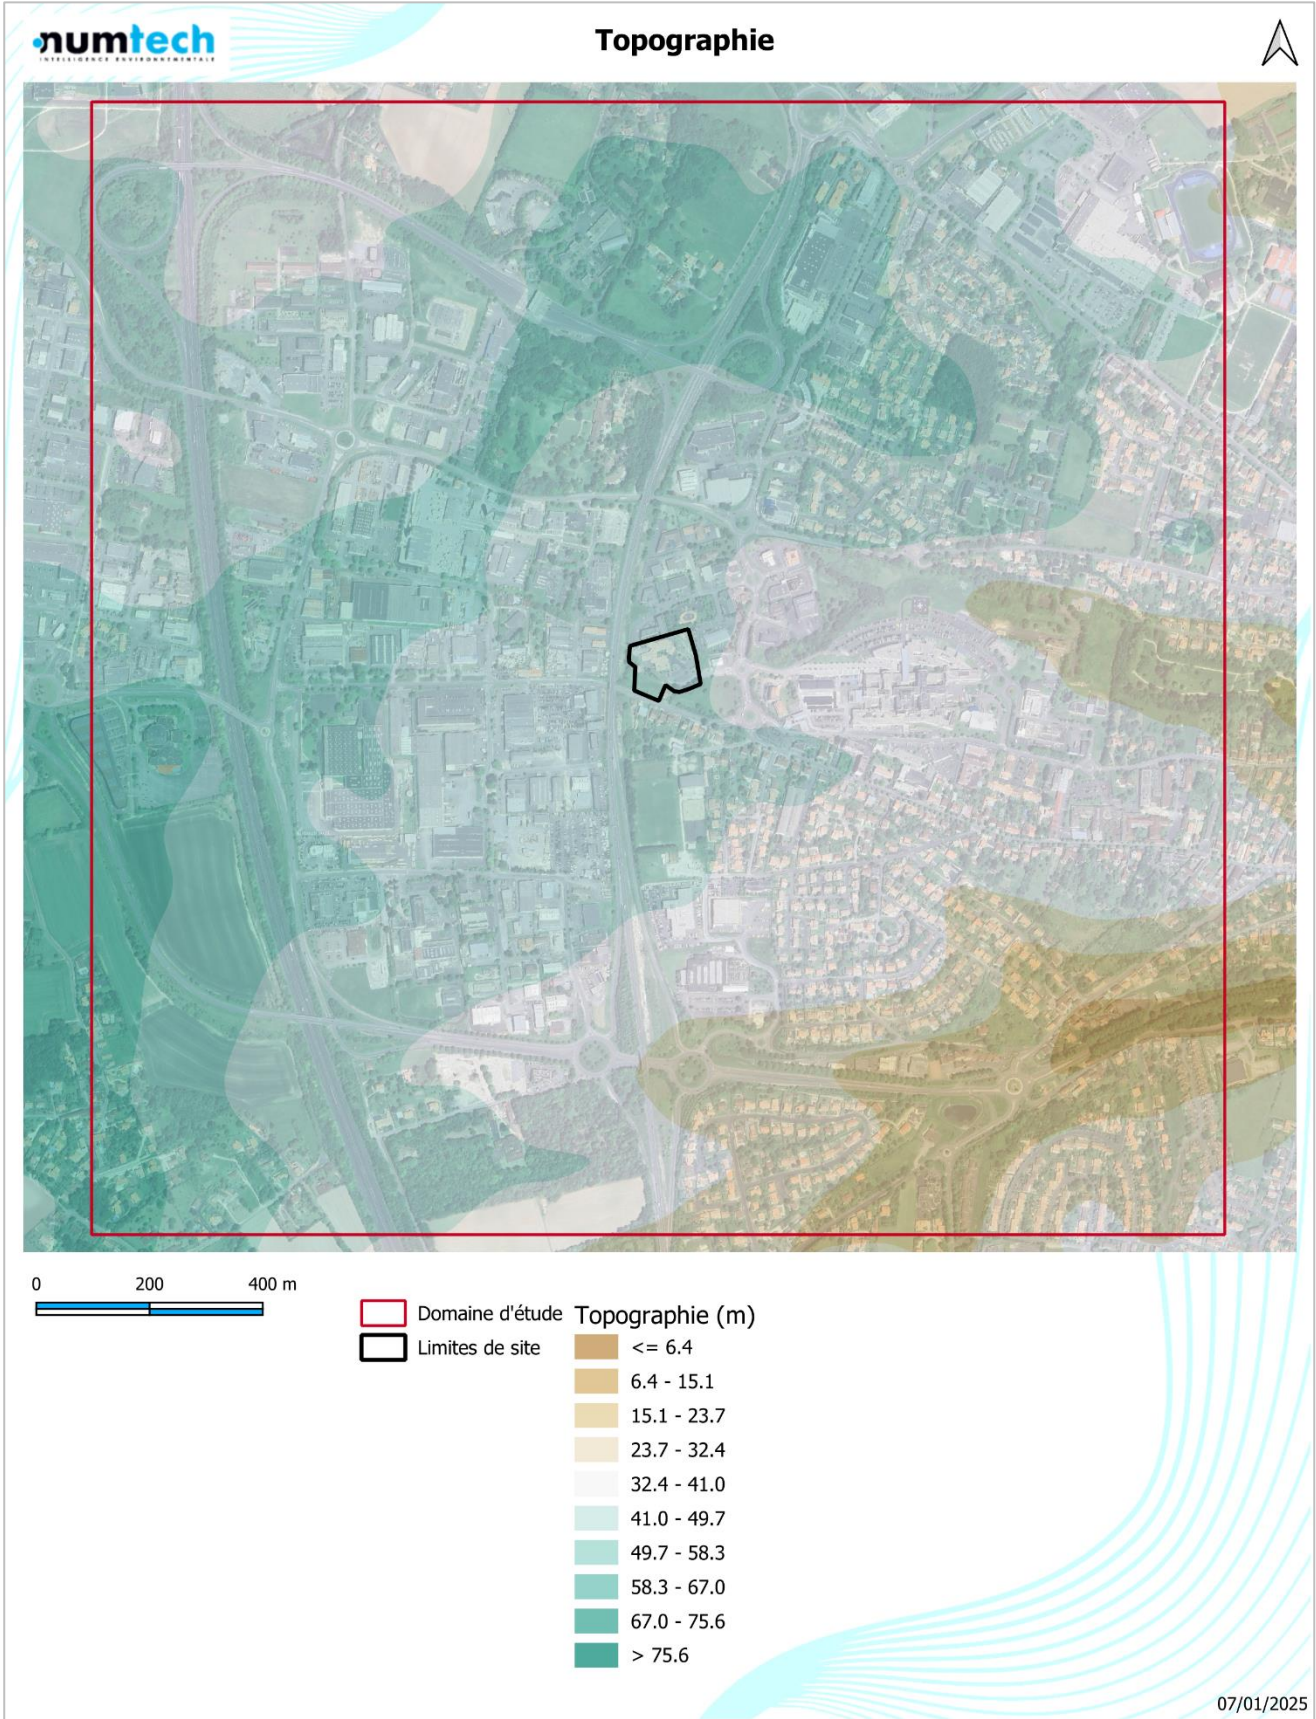 numtech
INTELLIGENCE ENVIRONNEMENTALE
Topographie
0 200 400 m
Domaine d'étude
Limites de site
Topographie (m)
<= 6.4
6.4 - 15.1
15.1 - 23.7
23.7 - 32.4
32.4 - 41.0
41.0 - 49.7
49.7 - 58.3
58.3 - 67.0
67.0 - 75.6
> 75.6
07/01/2025